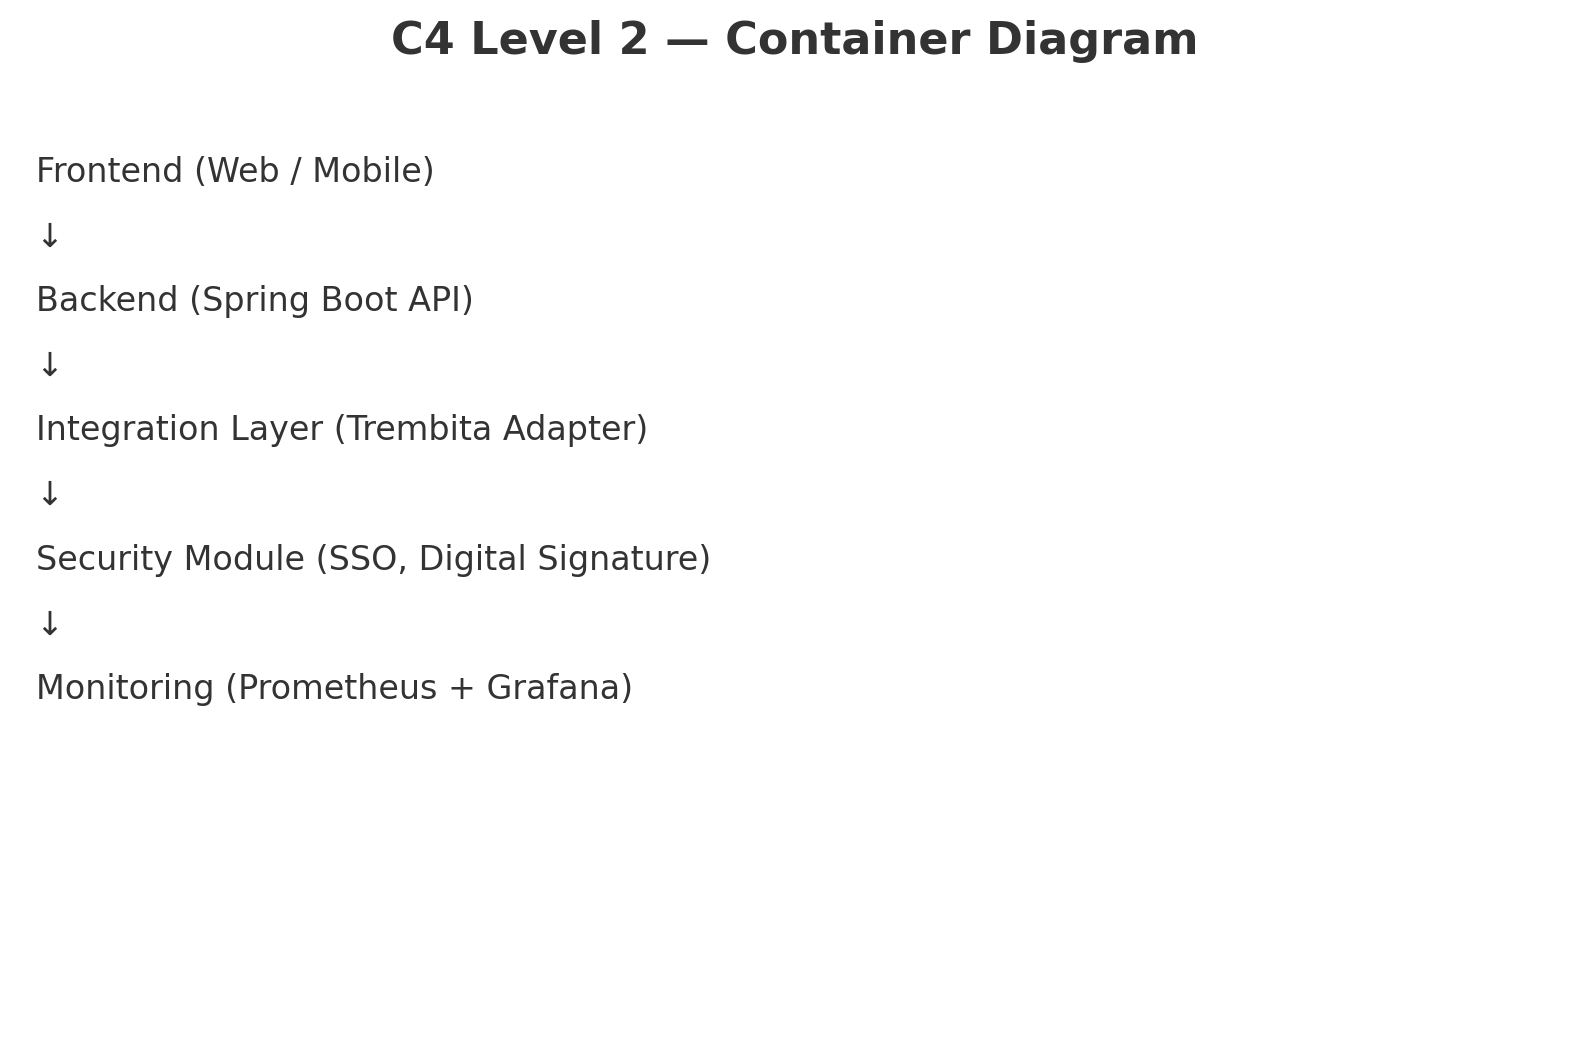 C4 Level 2 — Container Diagram
Frontend (Web / Mobile)
↓
Backend (Spring Boot API)
↓
Integration Layer (Trembita Adapter)
↓
Security Module (SSO, Digital Signature)
↓
Monitoring (Prometheus + Grafana)